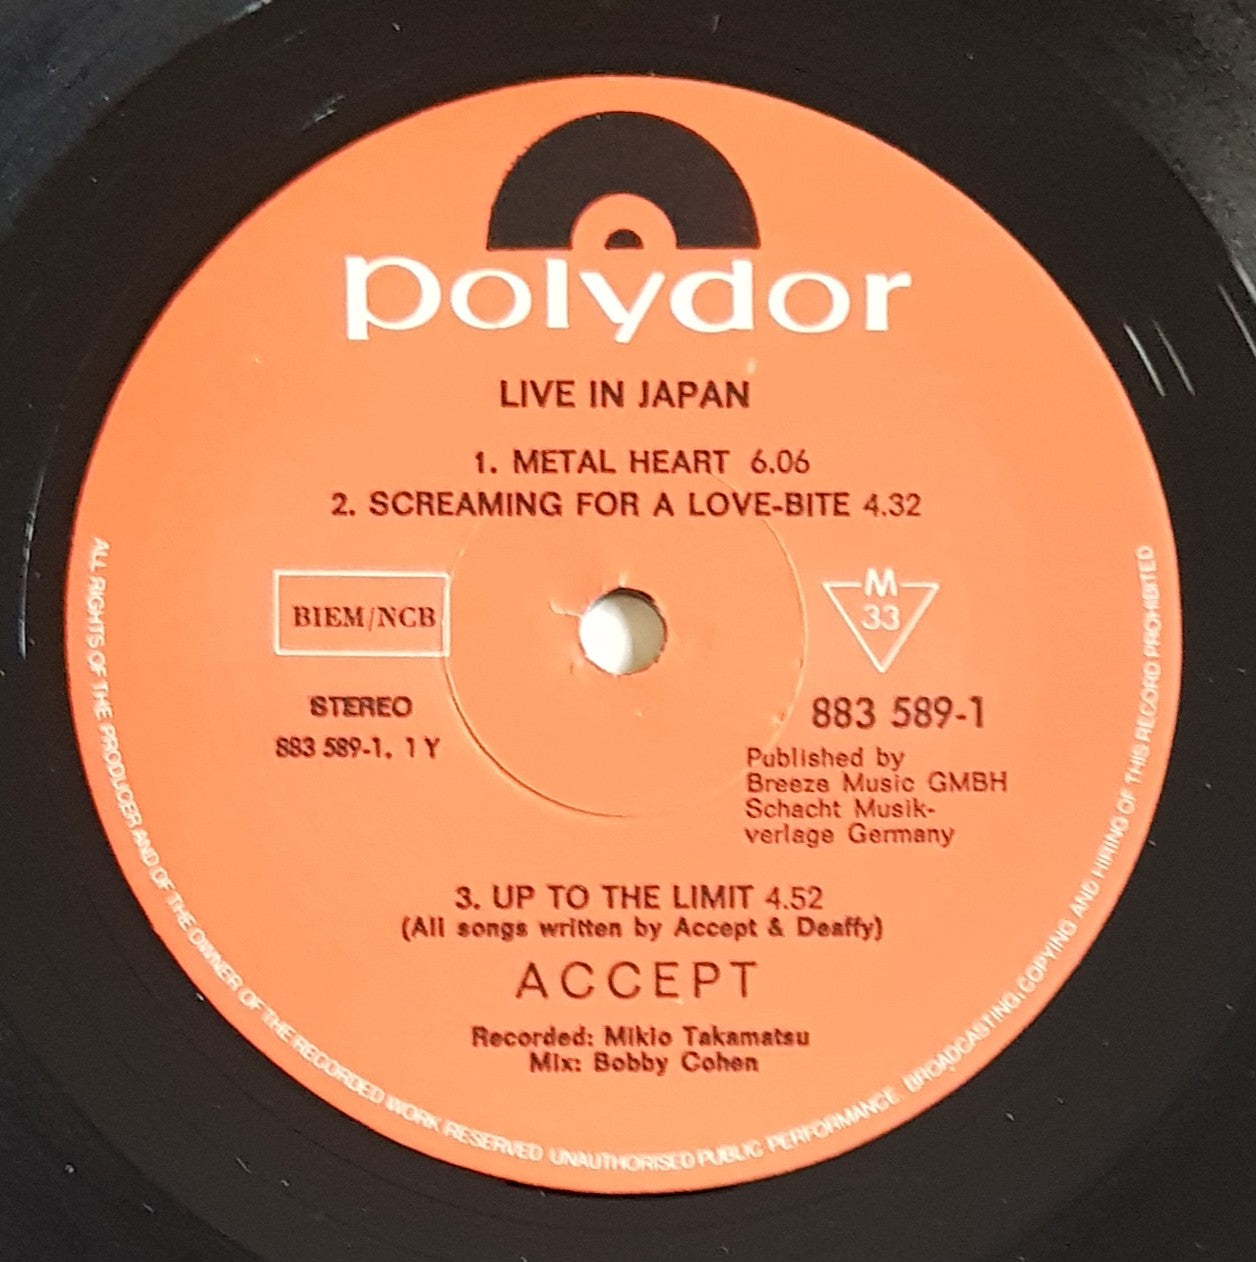 polydor
LIVE IN JAPAN
1. METAL HEART 6.06
2. SCREAMING FOR A LOVE-BITE 4.32
BIEM/NCB
M
33
STEREO
883 589-1. 1 Y
883 589-1
Published by
Breeze Music GMBH
Schacht Musik-
verlage Germany
3. UP TO THE LIMIT 4.52
(All songs written by Accept & Deaffy)
ACCEPT
Recorded: Mikio Takamatsu
Mix: Bobby Cohen
ALL RIGHTS OF THE PRODUCER AND OF THE OWNER OF THE RECORDED WORK RESERVED UNAUTHORISED PUBLIC PERFORMANCE, BROADCASTING, COPYING AND HIRING OF THIS RECORD PROHIBITED